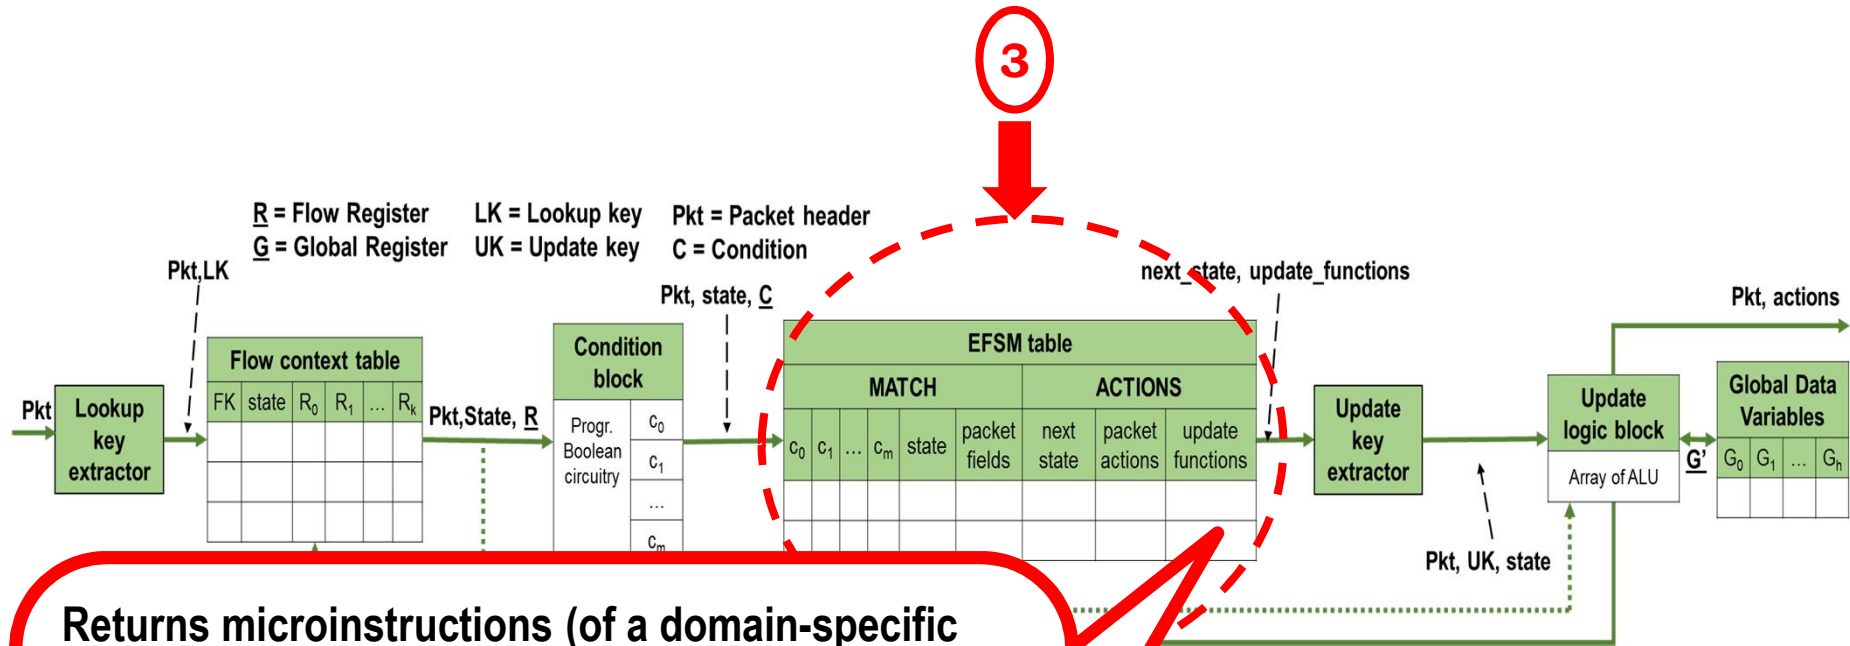 3
R = Flow Register
LK = Lookup key
Pkt = Packet header
G = Global Register
UK = Update key
C = Condition
Pkt,LK
Pkt, state, C
next_state, update_functions
Pkt, actions
Pkt
Lookup
key
extractor
Flow context table
FK state R0 R1 ... Rk
Pkt,State, R
Condition
block
Progr.
Boolean
circuitry
c0
c1
...
cm
EFSM table
MATCH
ACTIONS
c0 c1 ... cm state
packet
fields
next
state
packet
actions
update
functions
Update
key
extractor
Pkt, UK, state
Update
logic block
Array of ALU
G'
Global Data
Variables
G0 G1 ... Gh
Returns microinstructions (of a domain-specific